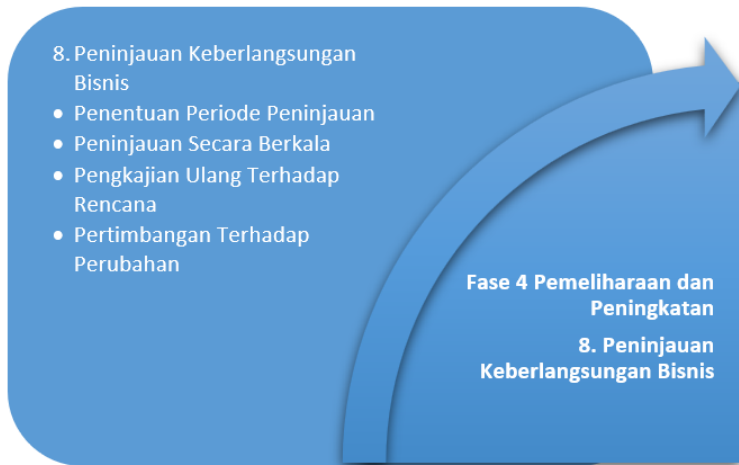 8. Peninjauan Keberlangsungan
Bisnis
• Penentuan Periode Peninjauan
• Peninjauan Secara Berkala
• Pengkajian Ulang Terhadap
Rencana
• Pertimbangan Terhadap
Perubahan
Fase 4 Pemeliharaan dan
Peningkatan
8. Peninjauan
Keberlangsungan Bisnis